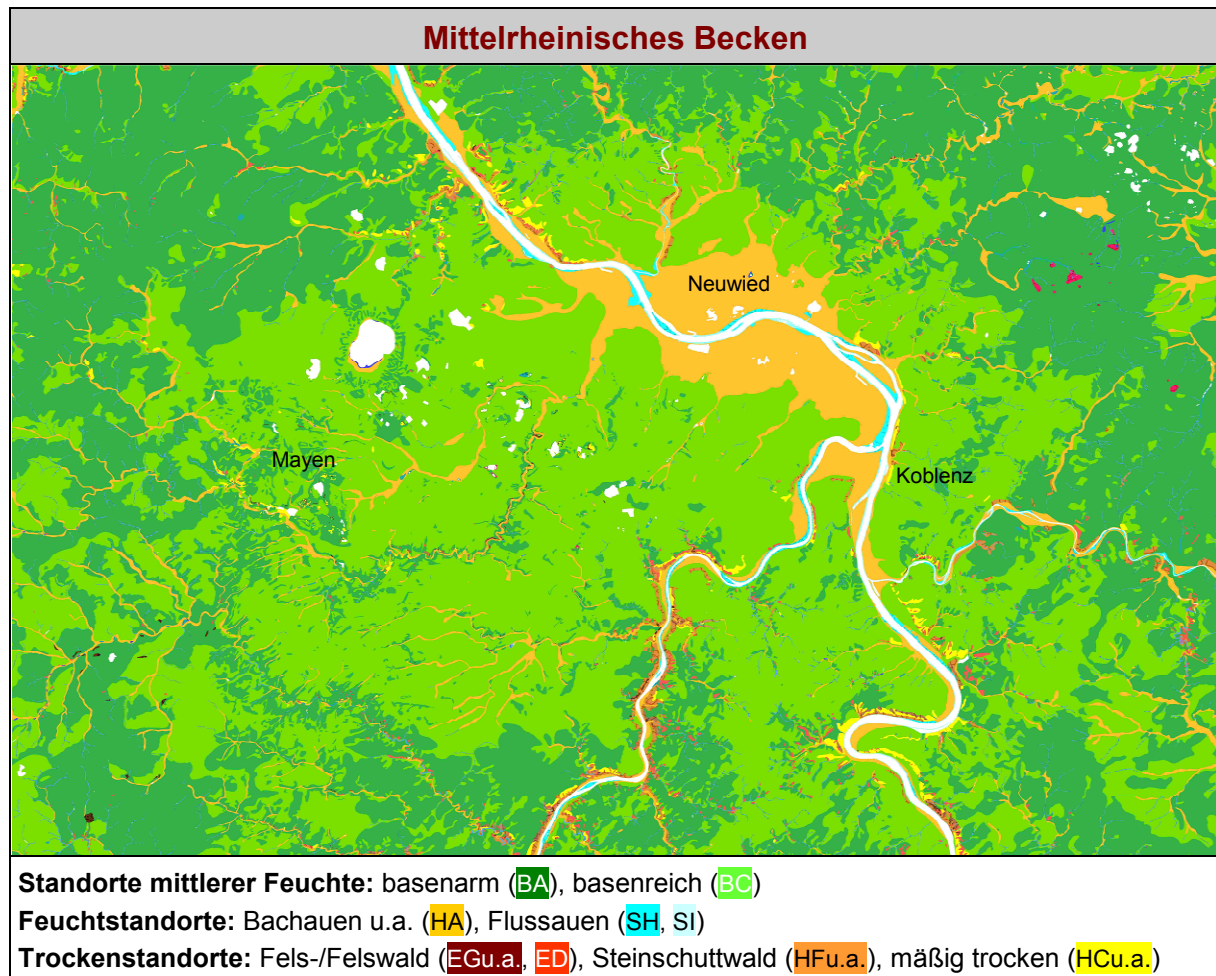 Mittelrheinisches Becken
Neuwied
Mayen
Koblenz
Standorte mittlerer Feuchte: basenarm (BA), basenreich (BC)
Feuchtstandorte: Bachauen u.a. (HA), Flussauen (SH, SI)
Trockenstandorte: Fels-/Felswald (EGu.a., ED), Steinschuttwald (HFu.a.), mäßig trocken (HCu.a.)